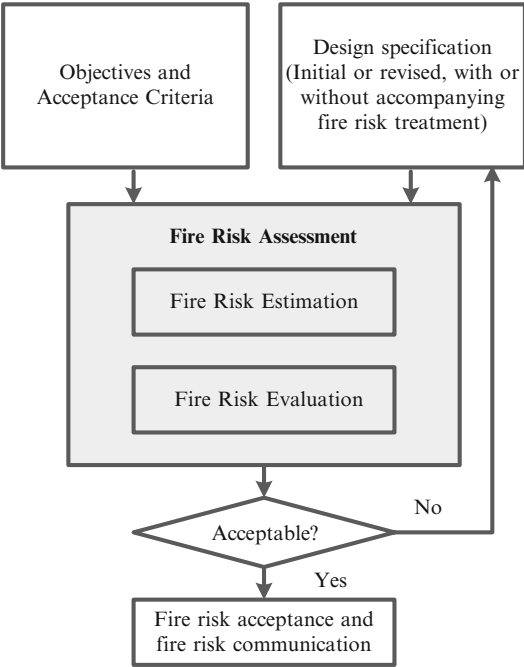 Objectives and
Acceptance Criteria
Design specification
(Initial or revised, with or
without accompanying
fire risk treatment)
Fire Risk Assessment
Fire Risk Estimation
Fire Risk Evaluation
Acceptable?
No
Yes
Fire risk acceptance and
fire risk communication